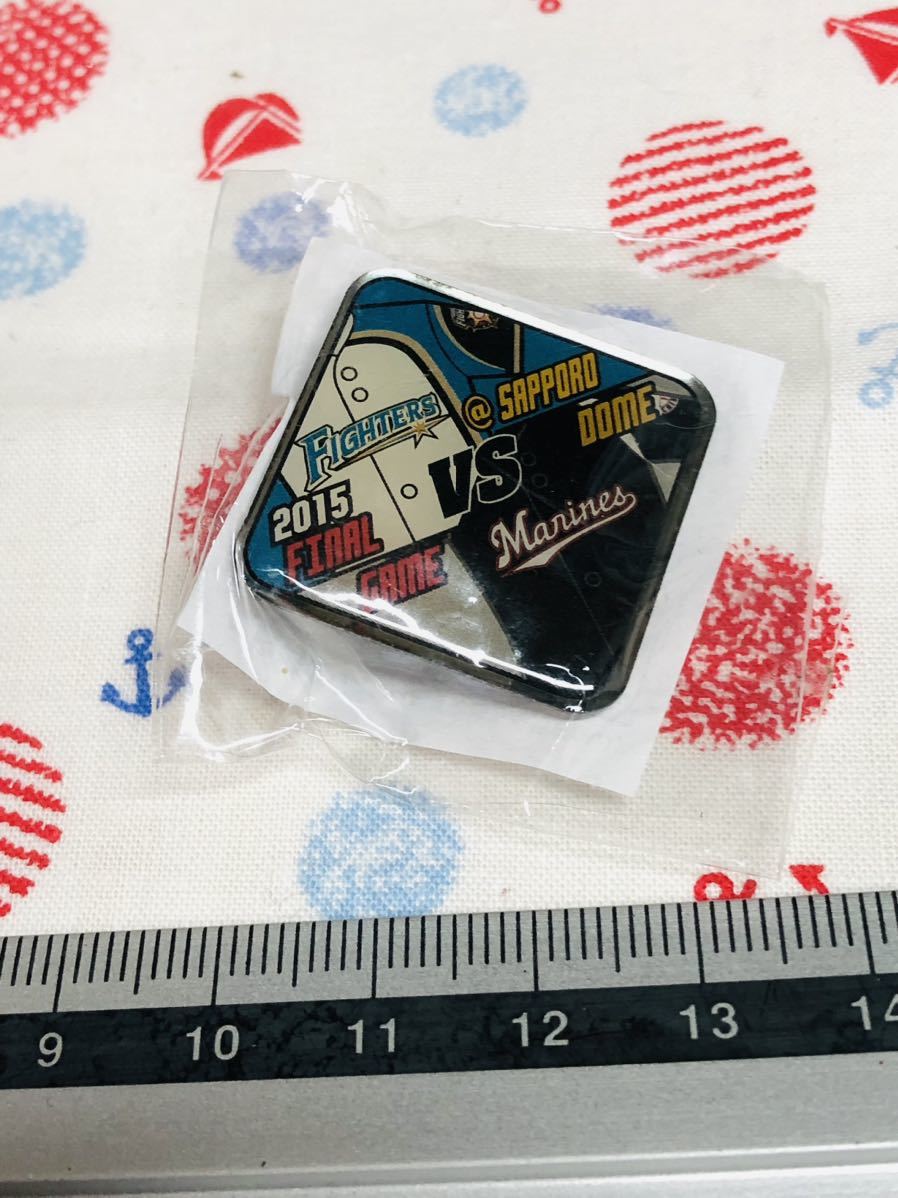 @ SAPPORO
DOME
FIGHTERS
VS
2015
FINAL
GAME
Marines
9 10 11 12 13 14